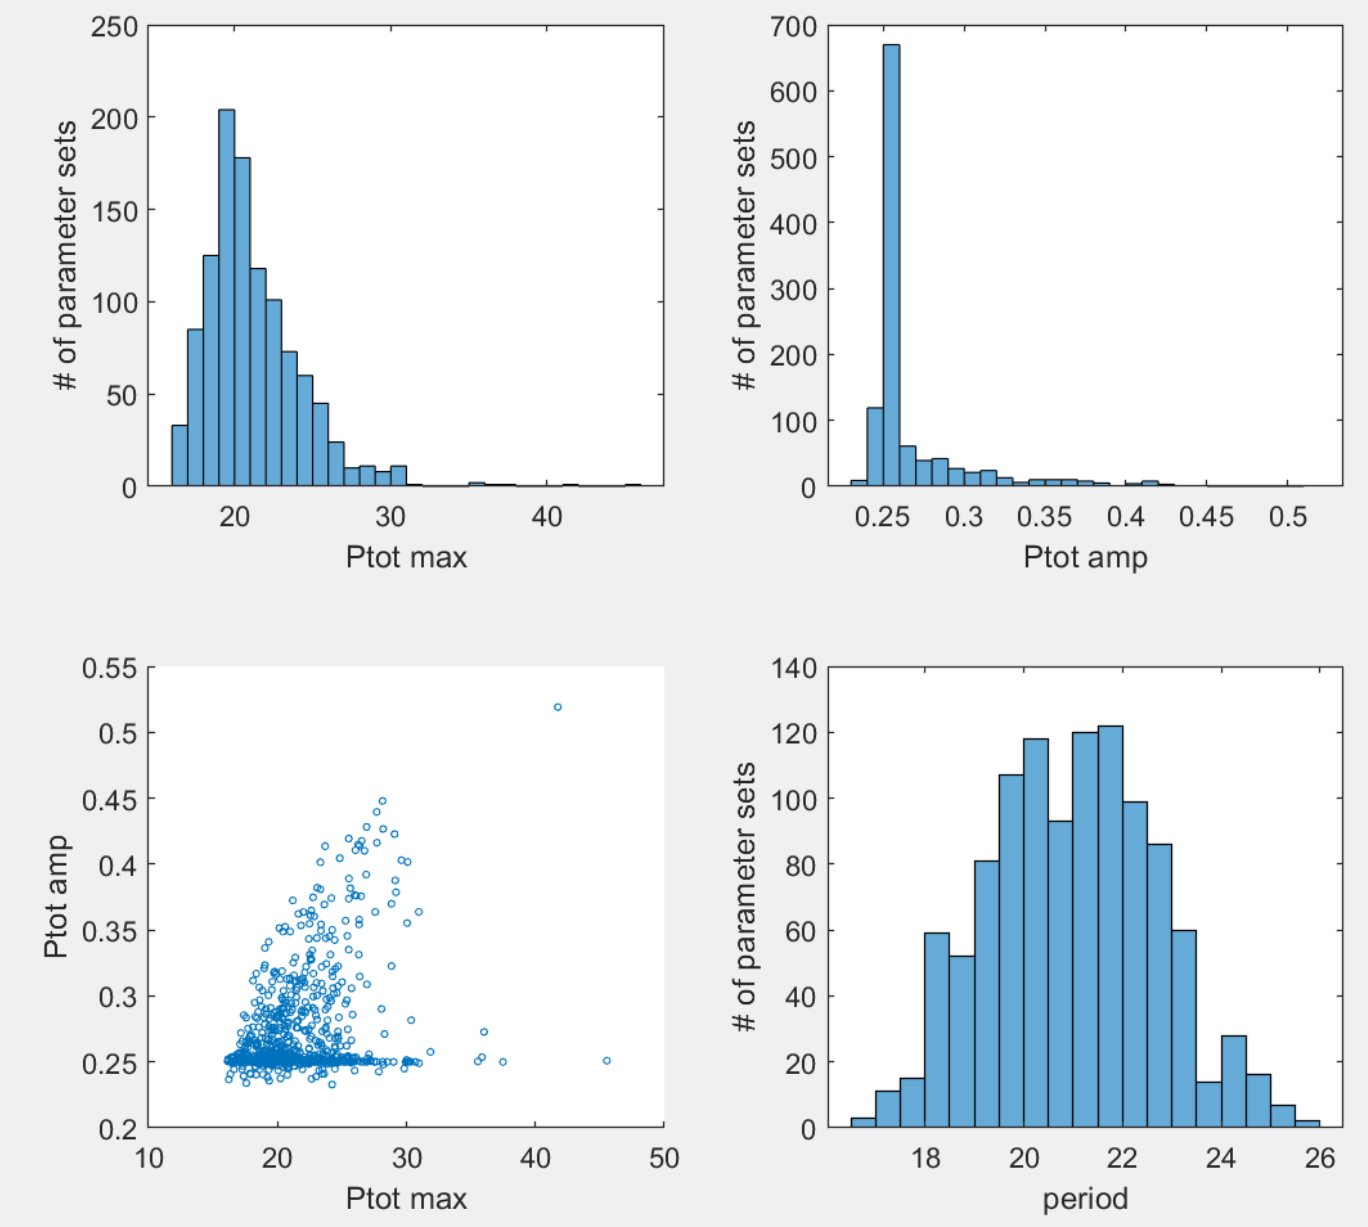 250
200
150
100
50
0
# of parameter sets
20 30 40
Ptot max
700
600
500
400
300
200
100
0
# of parameter sets
0.25 0.3 0.35 0.4 0.45 0.5
Ptot amp
0.55
0.5
0.45
0.4
0.35
0.3
0.25
0.2
Ptot amp
10 20 30 40 50
Ptot max
140
120
100
80
60
40
20
0
# of parameter sets
18 20 22 24 26
period